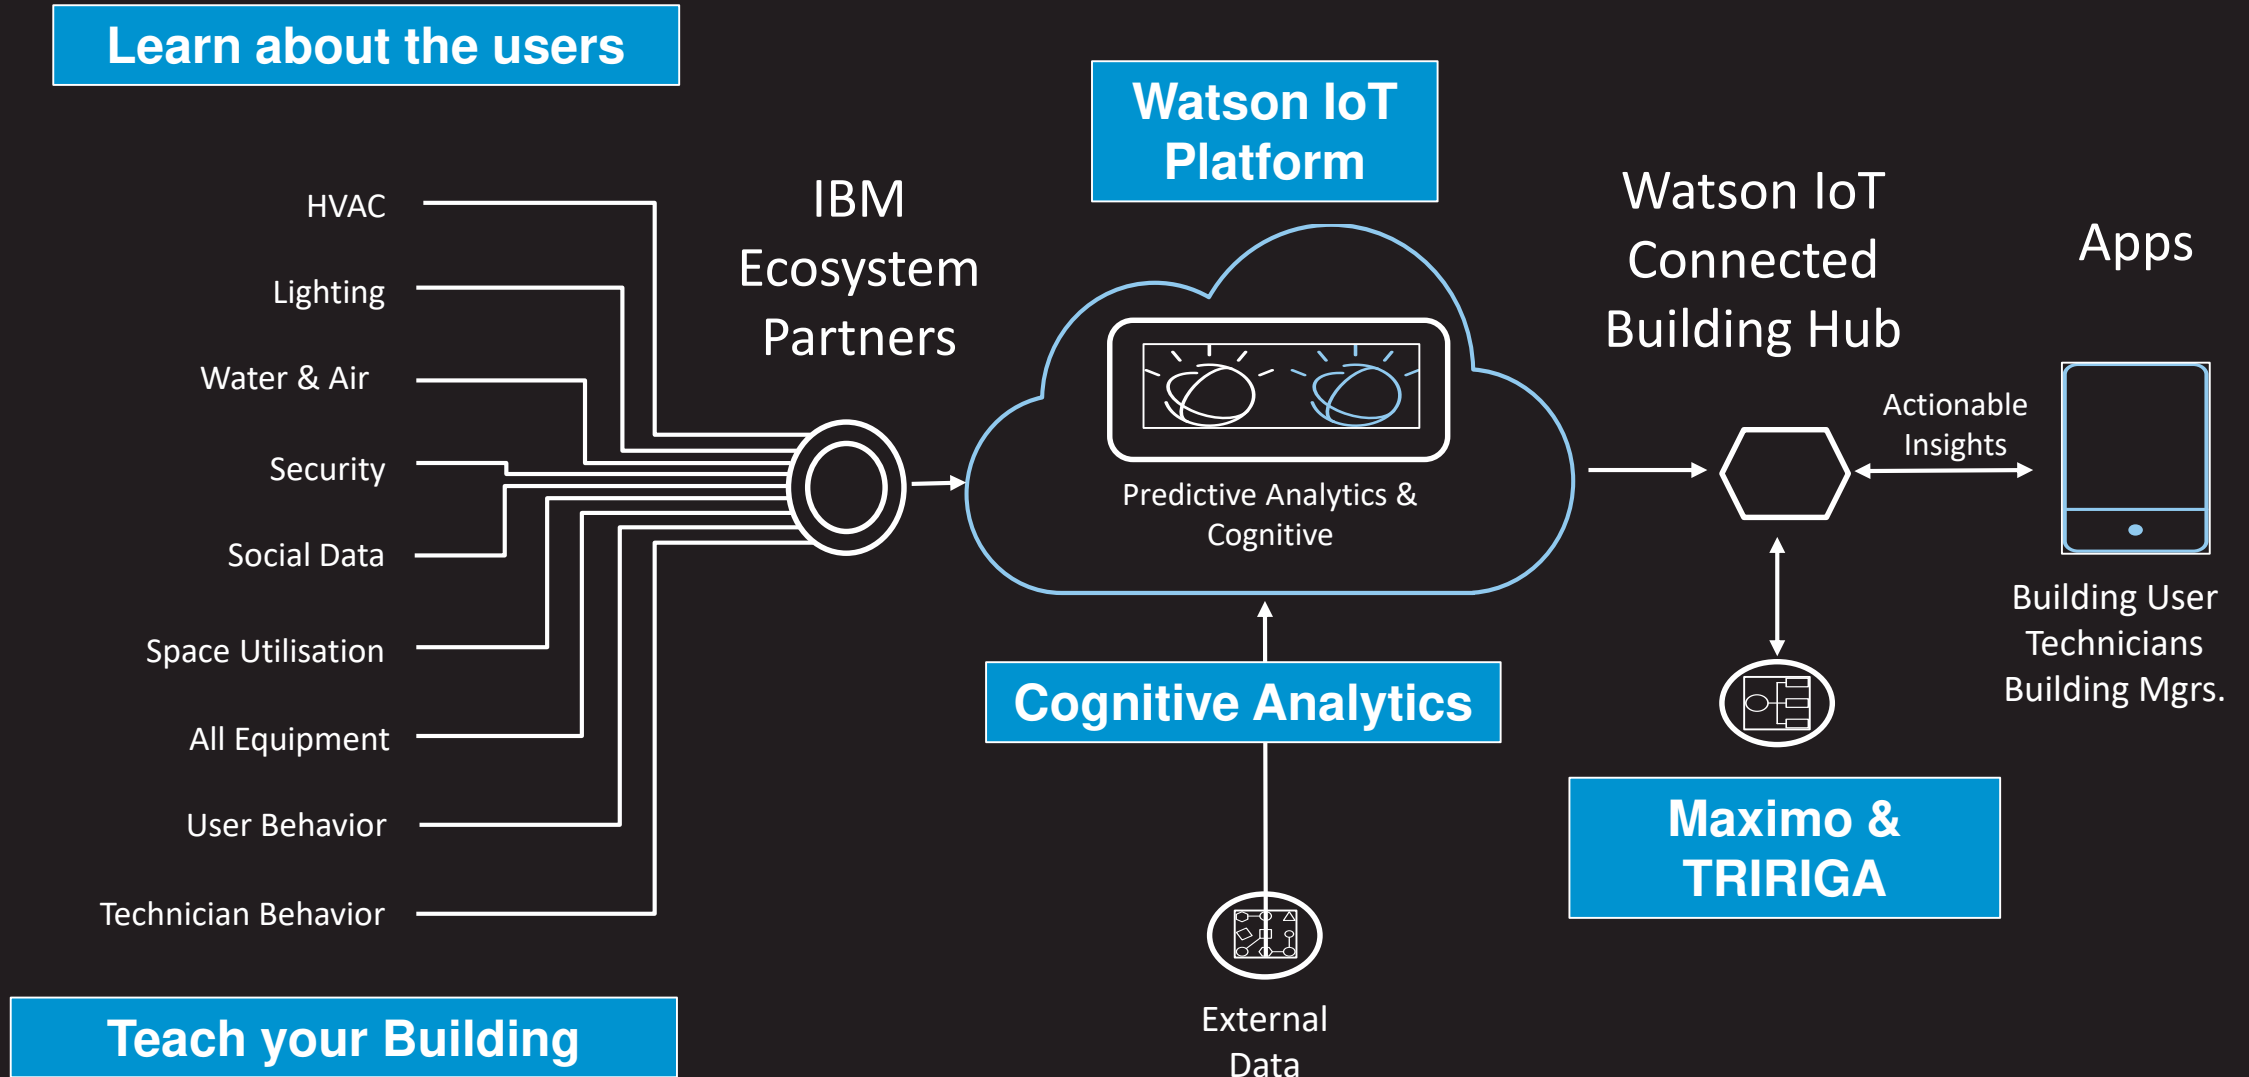 Learn about the users
HVAC
Lighting
Water & Air
Security
Social Data
Space Utilisation
All Equipment
User Behavior
Technician Behavior
Teach your Building
IBM
Ecosystem
Partners
Watson IoT
Platform
Predictive Analytics &
Cognitive
Cognitive Analytics
External
Data
Watson IoT
Connected
Building Hub
Actionable
Insights
Maximo &
TRIRIGA
Apps
Building User
Technicians
Building Mgrs.